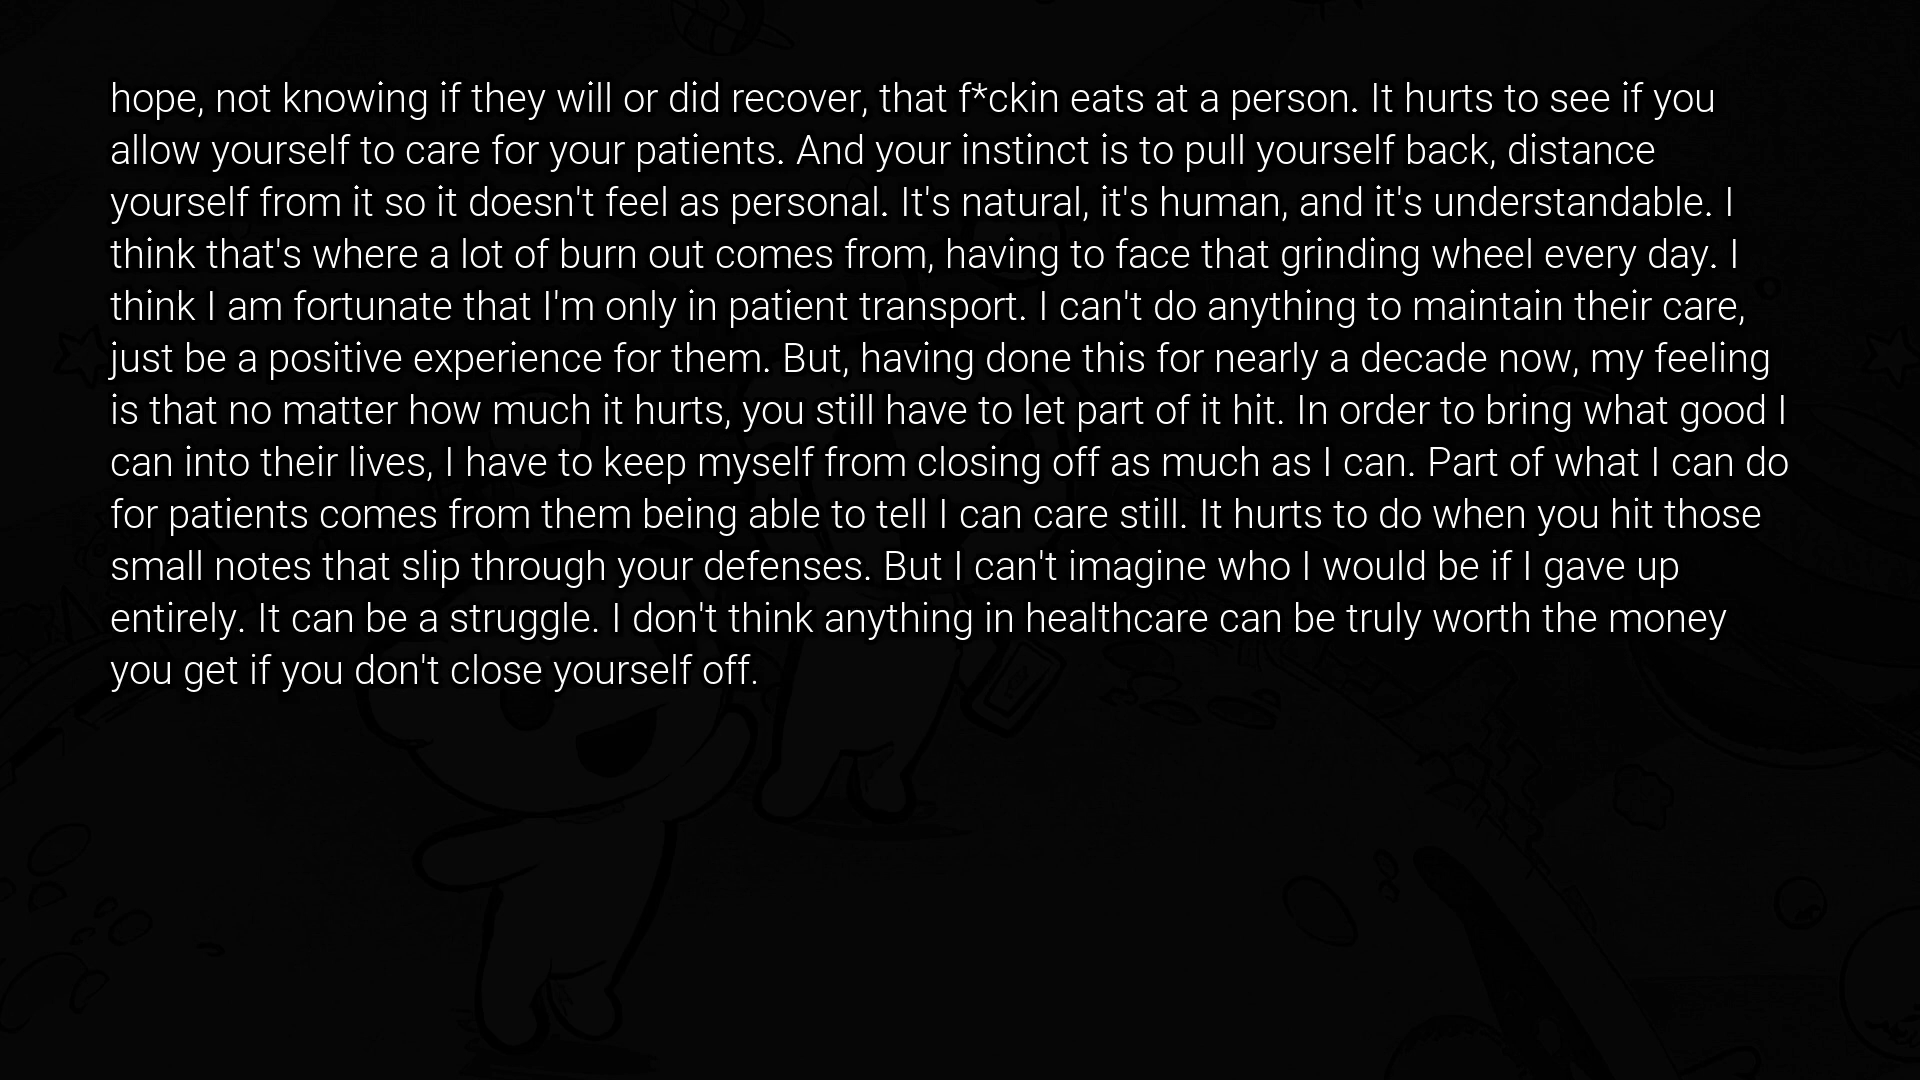 hope, not knowing if they will or did recover, that f*ckin eats at a person. It hurts to see if you
allow yourself to care for your patients. And your instinct is to pull yourself back, distance
yourself from it so it doesn't feel as personal. It's natural, it's human, and it's understandable. I
think that's where a lot of burn out comes from, having to face that grinding wheel every day. I
think I am fortunate that I'm only in patient transport. I can't do anything to maintain their care,
just be a positive experience for them. But, having done this for nearly a decade now, my feeling
is that no matter how much it hurts, you still have to let part of it hit. In order to bring what good I
can into their lives, I have to keep myself from closing off as much as I can. Part of what I can do
for patients comes from them being able to tell I can care still. It hurts to do when you hit those
small notes that slip through your defenses. But I can't imagine who I would be if I gave up
entirely. It can be a struggle. I don't think anything in healthcare can be truly worth the money
you get if you don't close yourself off.